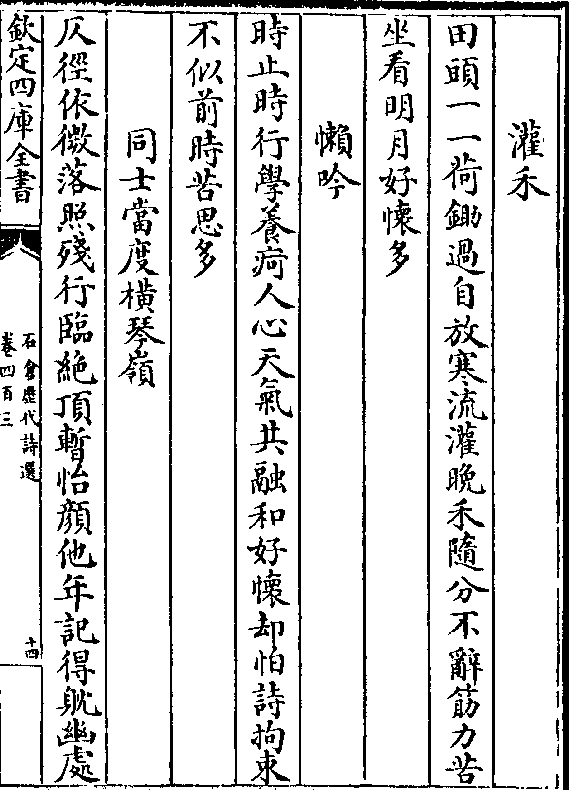 灌禾
田頭一一荷鋤過自放寒流灌晩禾隨分不辭筋力苦
坐看明月好懷多
懶吟
時止時行學養疴人心天氣共融和好懷却怕詩拘束
不似前時苦思多
同士當度橫琴嶺
仄徑依微落照殘行臨絶頂暫怡顔他年記得躭幽處
欽定四庫全書
石倉歷代詩選
卷四百三
十四